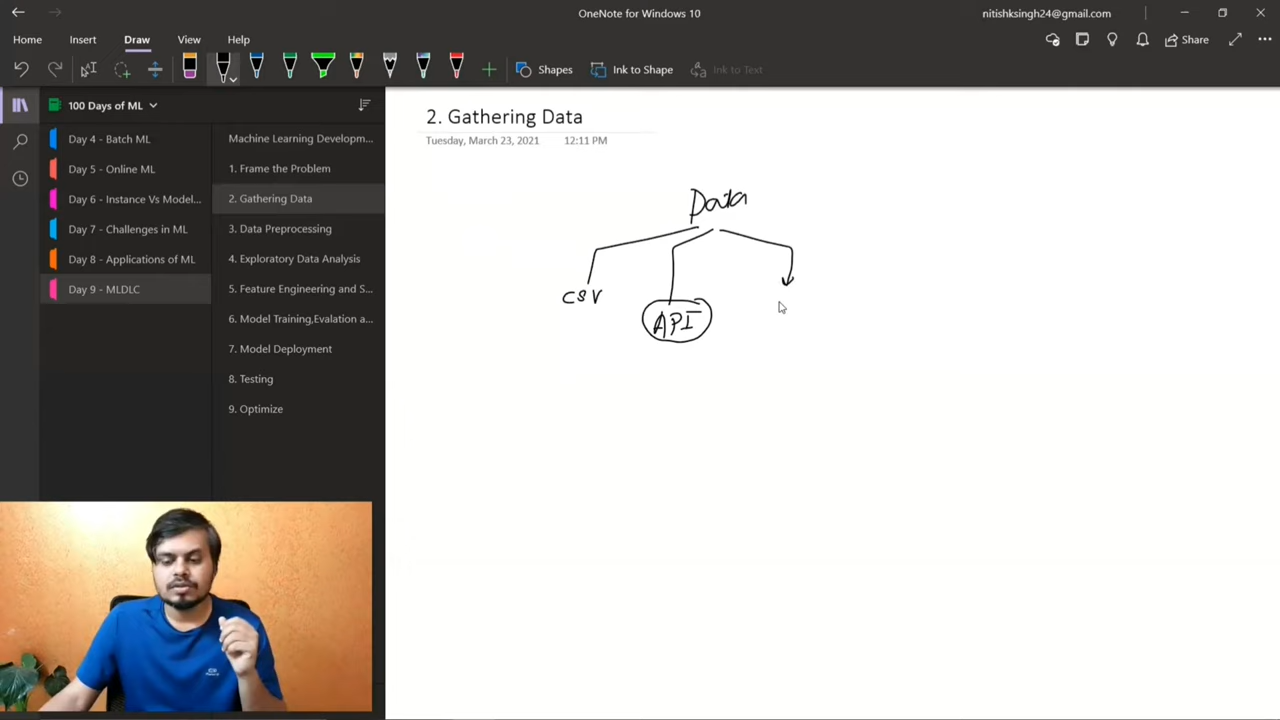 OneNote for Windows 10
nitishksingh24@gmail.com
Home Insert Draw View Help
Share
Shapes
Ink to Shape
Ink to Text
100 Days of ML
Day 4 - Batch ML
Day 5 - Online ML
Day 6 - Instance Vs Model...
Day 7 - Challenges in ML
Day 8 - Applications of ML
Day 9 - MLDLC
Machine Learning Developm...
1. Frame the Problem
2. Gathering Data
3. Data Preprocessing
4. Exploratory Data Analysis
5. Feature Engineering and S...
6. Model Training,Evalation a...
7. Model Deployment
8. Testing
9. Optimize
2. Gathering Data
Tuesday, March 23, 2021 12:11 PM
Data
CSV
API